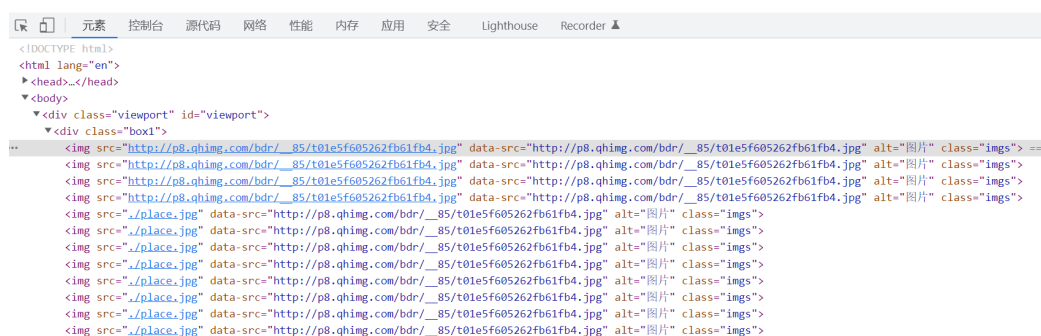 元素 控制台 源代码 网络 性能 内存 应用 安全 Lighthouse Recorder
<!DOCTYPE html>
<html lang="en">
▶<head>…</head>
▼<body>
▼<div class="viewport" id="viewport">
▼<div class="box1">
… <img src="http://p8.qhimg.com/bdr/__85/t01e5f605262fb61fb4.jpg" data-src="http://p8.qhimg.com/bdr/__85/t01e5f605262fb61fb4.jpg" alt="图片" class="imgs"> ==
<img src="http://p8.qhimg.com/bdr/__85/t01e5f605262fb61fb4.jpg" data-src="http://p8.qhimg.com/bdr/__85/t01e5f605262fb61fb4.jpg" alt="图片" class="imgs">
<img src="http://p8.qhimg.com/bdr/__85/t01e5f605262fb61fb4.jpg" data-src="http://p8.qhimg.com/bdr/__85/t01e5f605262fb61fb4.jpg" alt="图片" class="imgs">
<img src="http://p8.qhimg.com/bdr/__85/t01e5f605262fb61fb4.jpg" data-src="http://p8.qhimg.com/bdr/__85/t01e5f605262fb61fb4.jpg" alt="图片" class="imgs">
<img src="./place.jpg" data-src="http://p8.qhimg.com/bdr/__85/t01e5f605262fb61fb4.jpg" alt="图片" class="imgs">
<img src="./place.jpg" data-src="http://p8.qhimg.com/bdr/__85/t01e5f605262fb61fb4.jpg" alt="图片" class="imgs">
<img src="./place.jpg" data-src="http://p8.qhimg.com/bdr/__85/t01e5f605262fb61fb4.jpg" alt="图片" class="imgs">
<img src="./place.jpg" data-src="http://p8.qhimg.com/bdr/__85/t01e5f605262fb61fb4.jpg" alt="图片" class="imgs">
<img src="./place.jpg" data-src="http://p8.qhimg.com/bdr/__85/t01e5f605262fb61fb4.jpg" alt="图片" class="imgs">
<img src="./place.jpg" data-src="http://p8.qhimg.com/bdr/__85/t01e5f605262fb61fb4.jpg" alt="图片" class="imgs">
<img src="./place.jpg" data-src="http://p8.qhimg.com/bdr/__85/t01e5f605262fb61fb4.jpg" alt="图片" class="imgs">
<img src="./place.jpg" data-src="http://p8.qhimg.com/bdr/__85/t01e5f605262fb61fb4.jpg" alt="图片" class="imgs">